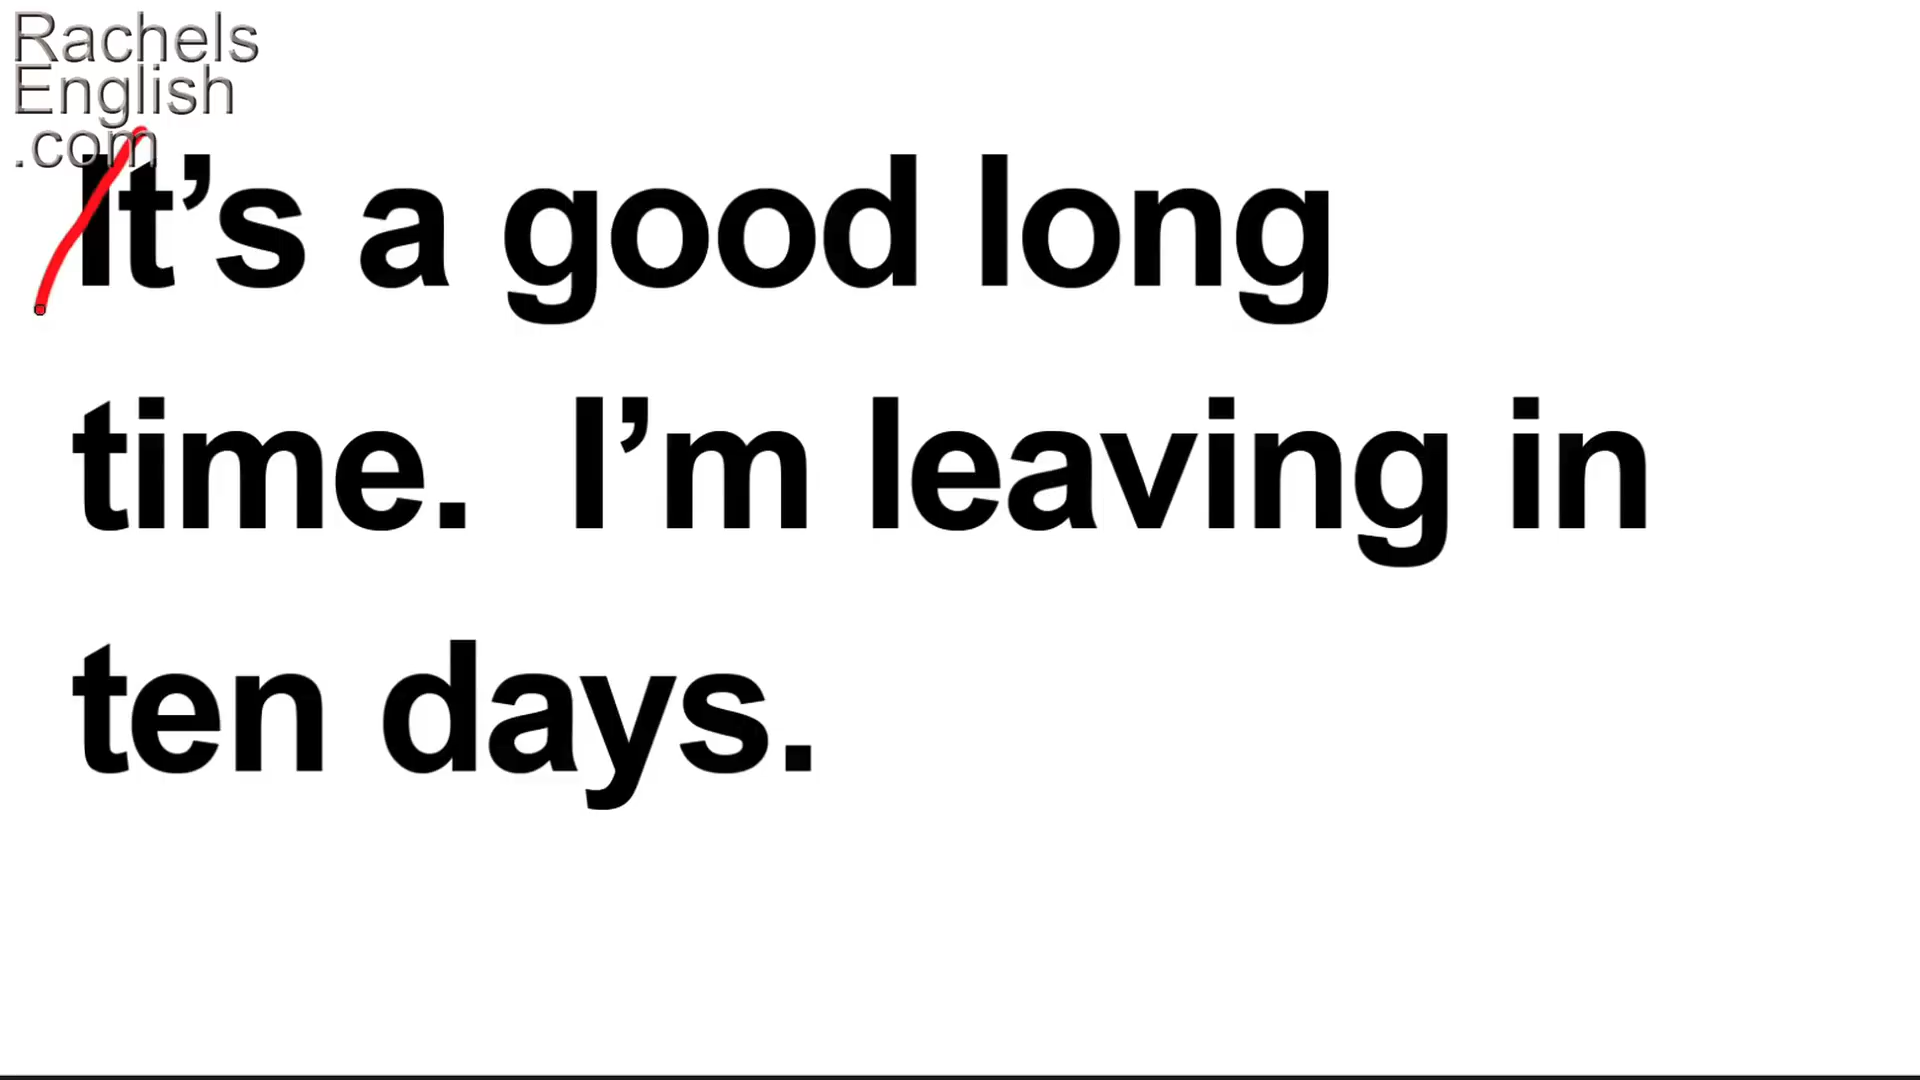 Rachels
English
.com
It’s a good long
time.  I’m leaving in
ten days.